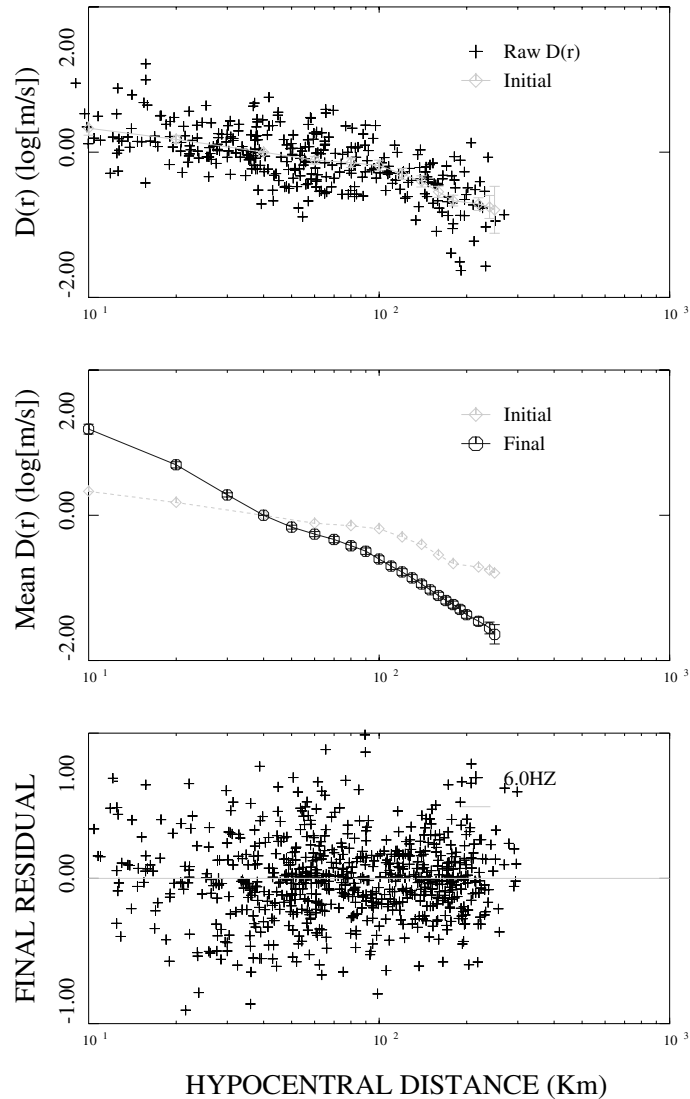 2.00
0.00
-2.00
D(r) (log[m/s])
Raw D(r)
Initial
10 1
10 2
10 3
2.00
0.00
-2.00
Mean D(r) (log[m/s])
Initial
Final
10 1
10 2
10 3
1.00
0.00
-1.00
FINAL RESIDUAL
6.0HZ
10 1
10 2
10 3
HYPOCENTRAL DISTANCE (Km)